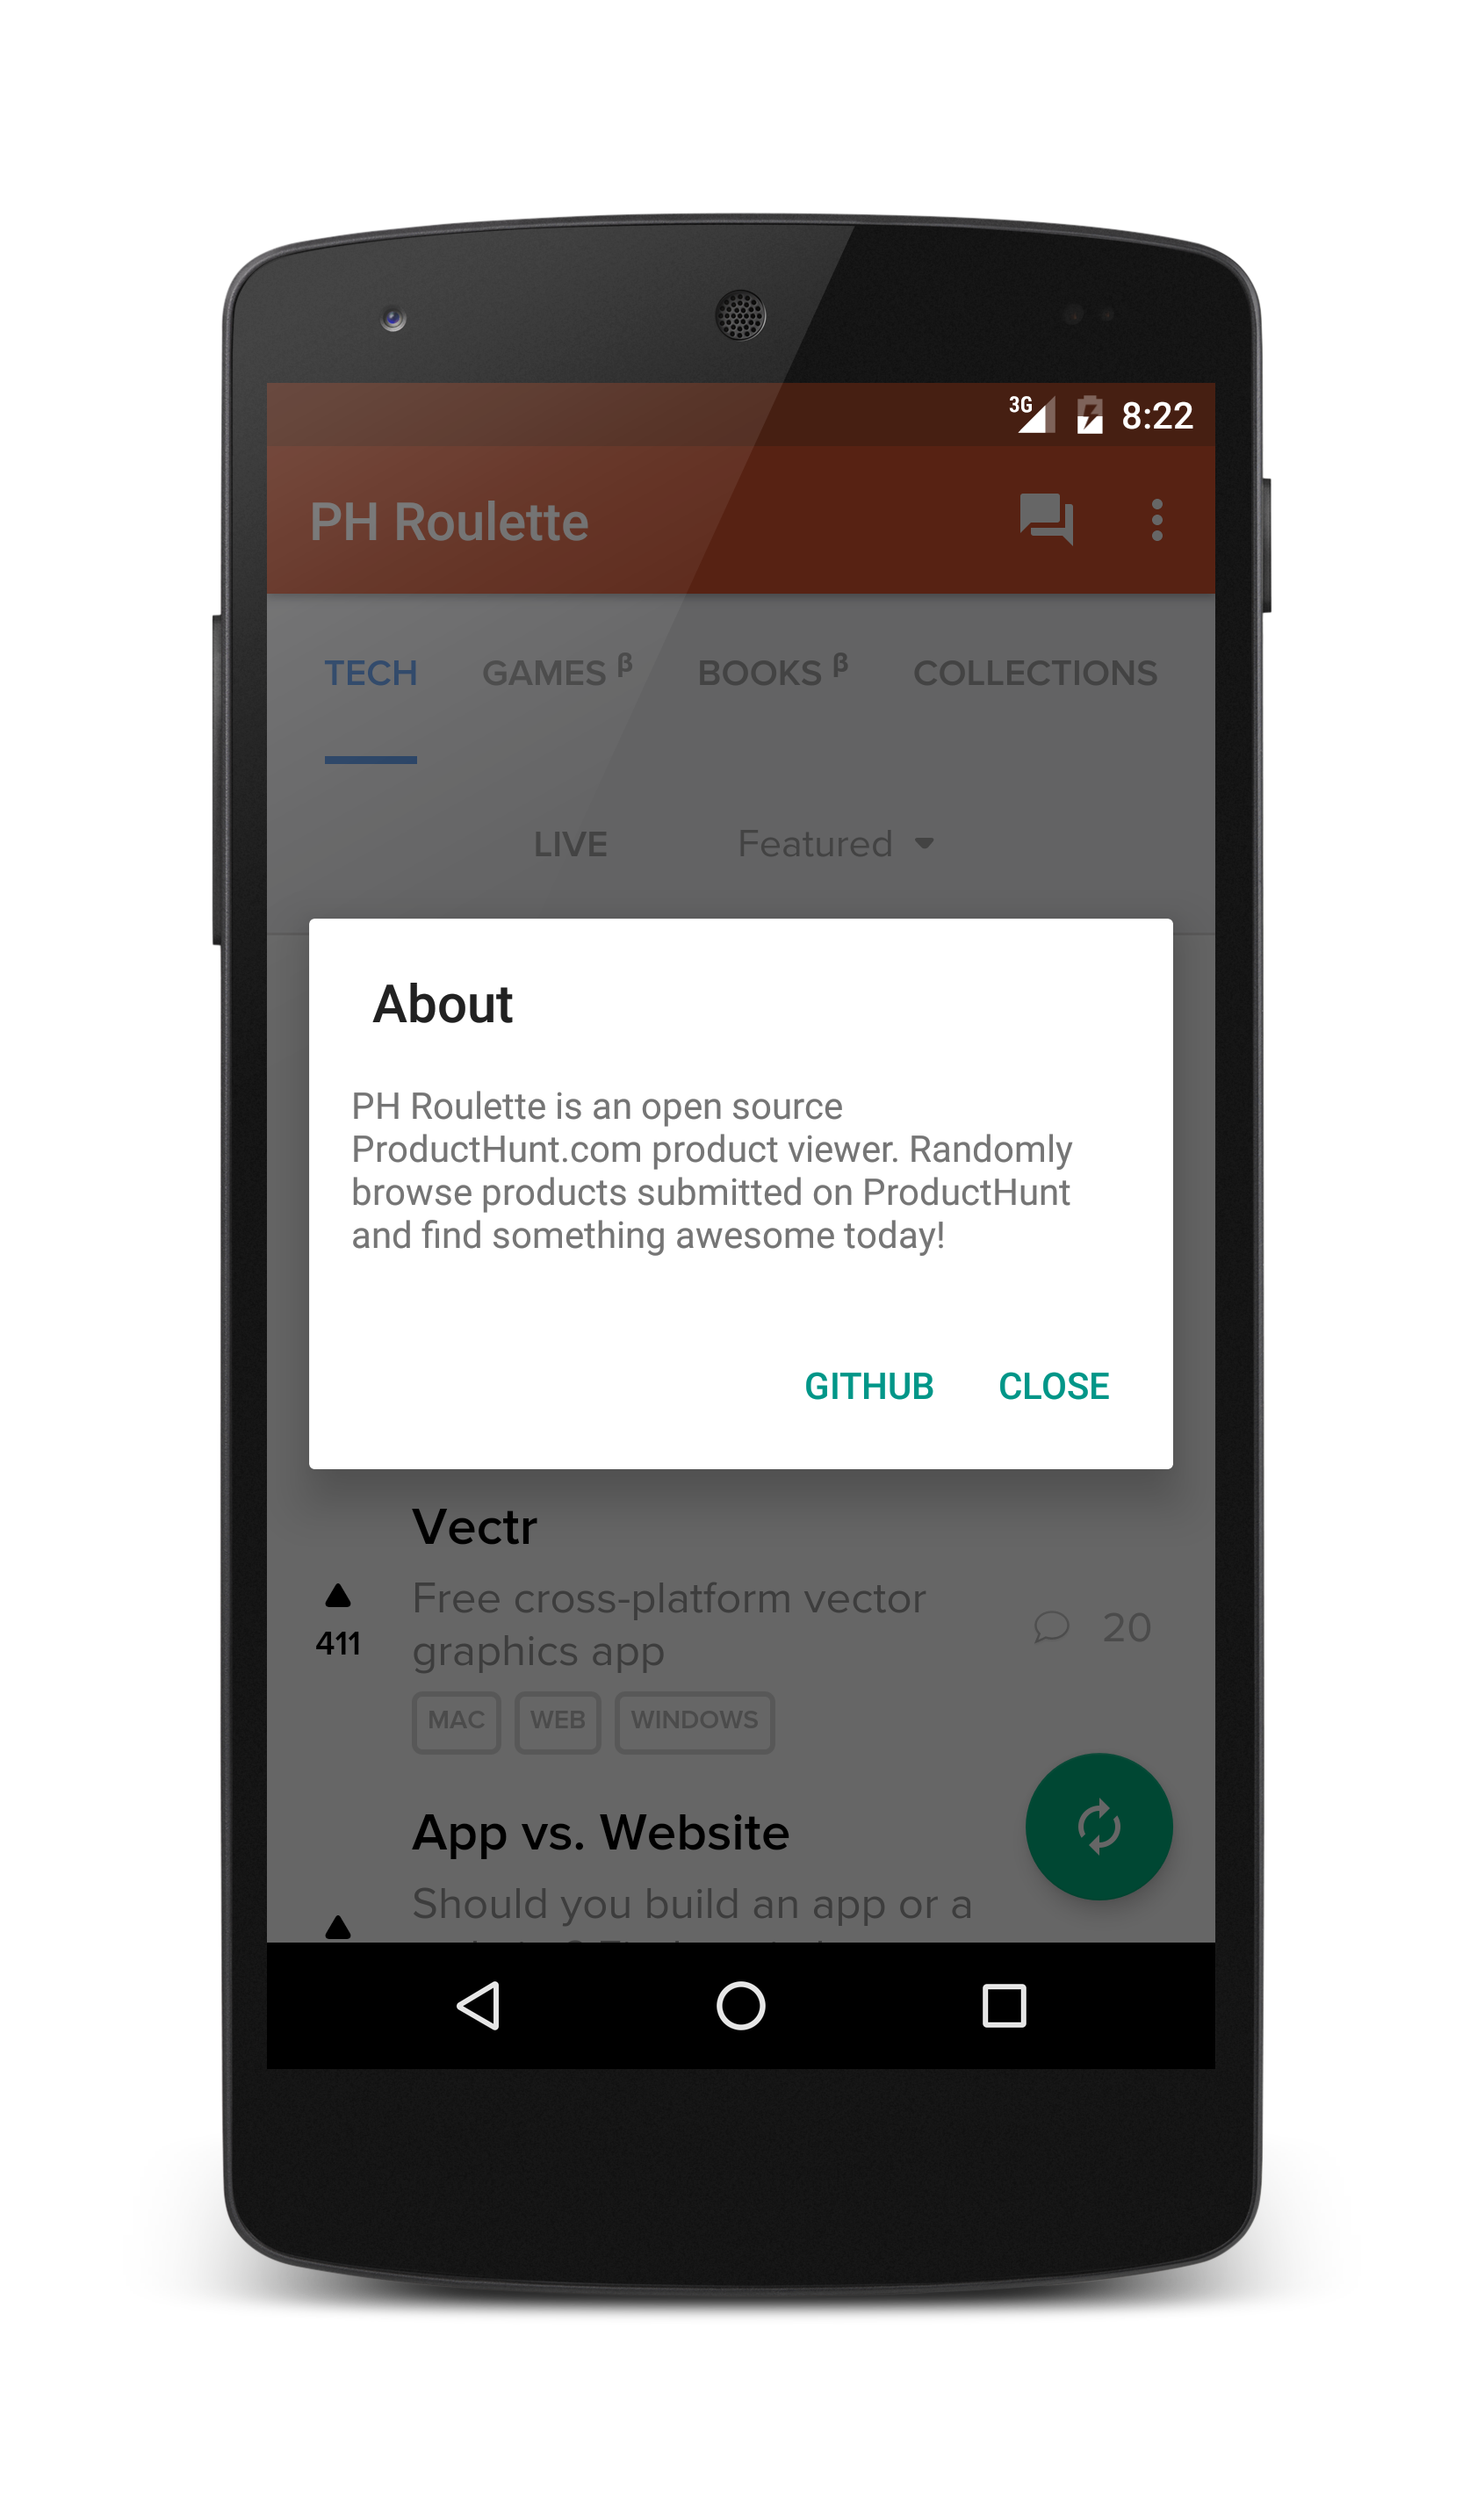 3G 8:22
PH Roulette
TECH GAMES β BOOKS β COLLECTIONS
LIVE Featured
About
PH Roulette is an open source
ProductHunt.com product viewer. Randomly
browse products submitted on ProductHunt
and find something awesome today!
GITHUB CLOSE
Vectr
Free cross-platform vector
graphics app
411
20
MAC WEB WINDOWS
App vs. Website
Should you build an app or a